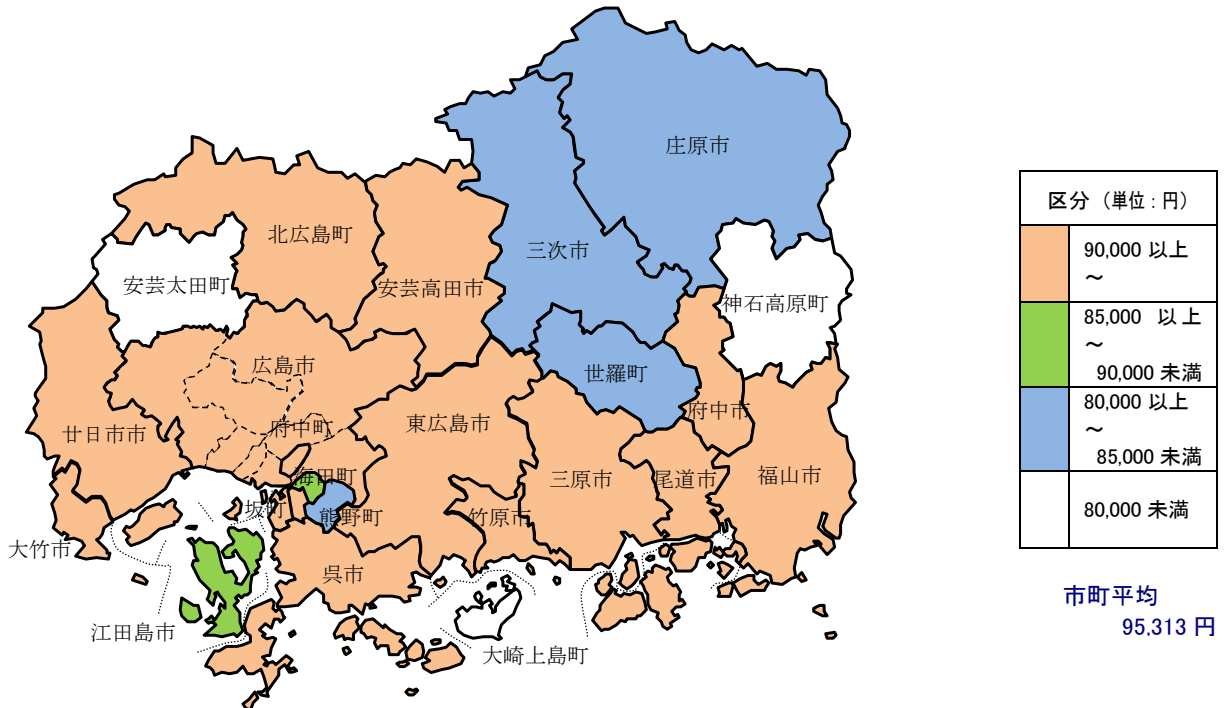 庄原市
北広島町
三次市
安芸太田町
安芸高田市
神石高原町
広島市
世羅町
府中市
廿日市市
府中町
東広島市
海田町
三原市
尾道市
福山市
坂町
熊野町
竹原市
大竹市
呉市
江田島市
大崎上島町
区分（単位：円）
90,000 以上
～
85,000 以上
～
90,000 未満
80,000 以上
～
85,000 未満
80,000 未満
市町平均
95,313 円